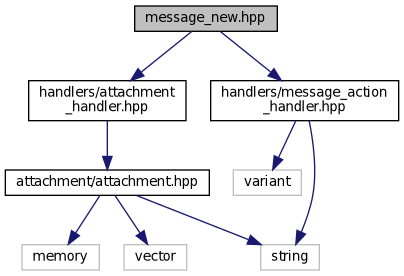 message_new.hpp
handlers/attachment
_handler.hpp
handlers/message_action
_handler.hpp
attachment/attachment.hpp
variant
memory
vector
string